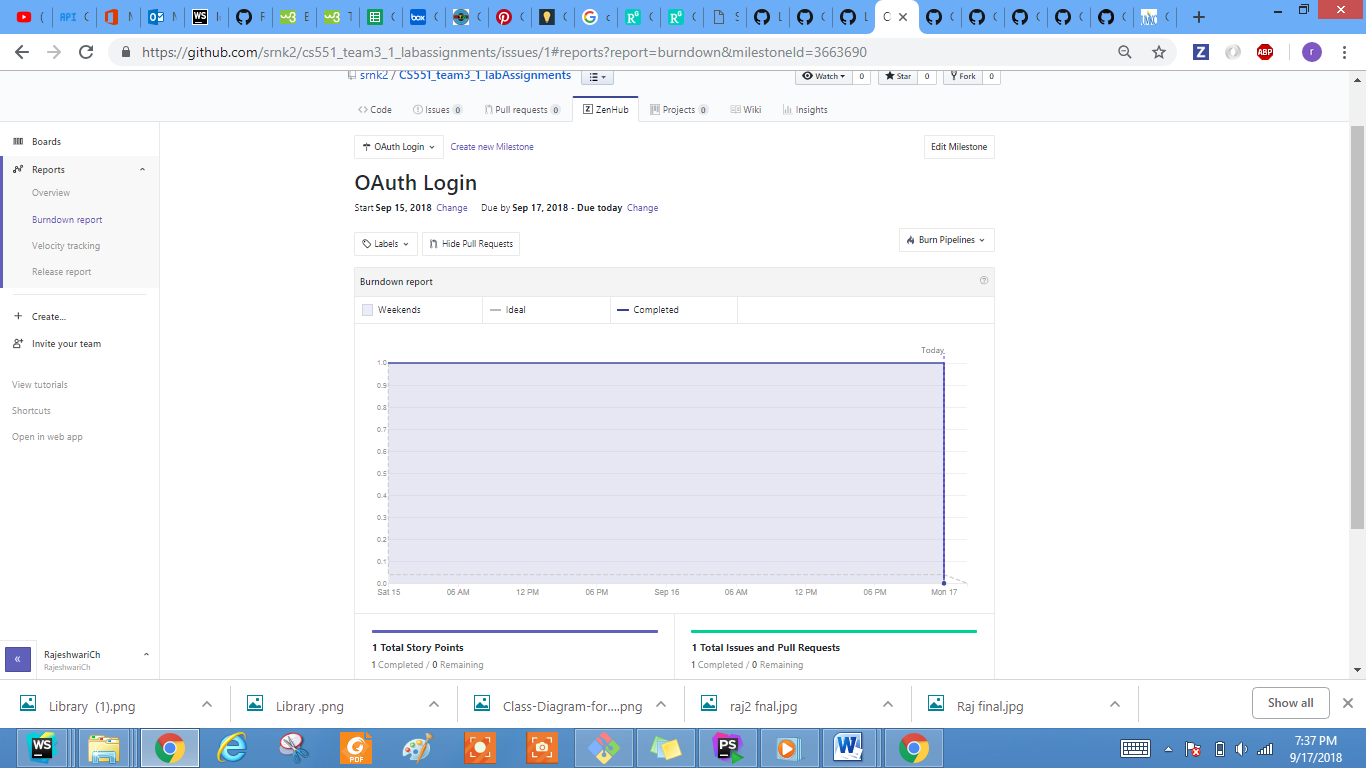 https://github.com/srnk2/cs551_team3_1_labassignments/issues/1#reports?report=burndown&milestoneId=3663690
srnk2 / CS551_team3_1_labAssignments
Watch 0 Star 0 Fork 0
Code Issues 0 Pull requests 0 ZenHub Projects 0 Wiki Insights
Boards
Reports
Overview
Burndown report
Velocity tracking
Release report
Create...
Invite your team
View tutorials
Shortcuts
Open in web app
RajeshwariCh
RajeshwariCh
OAuth Login Create new Milestone Edit Milestone
OAuth Login
Start Sep 15, 2018 Change Due by Sep 17, 2018 - Due today Change
Labels Hide Pull Requests Burn Pipelines
Burndown report
Weekends Ideal Completed
Today
1.0
0.9
0.8
0.7
0.6
0.5
0.4
0.3
0.2
0.1
0.0
Sat 15 06 AM 12 PM 06 PM Sep 16 06 AM 12 PM 06 PM Mon 17
1 Total Story Points
1 Completed / 0 Remaining
1 Total Issues and Pull Requests
1 Completed / 0 Remaining
Library (1).png Library .png Class-Diagram-for....png raj2 fnal.jpg Raj final.jpg Show all
7:37 PM
9/17/2018